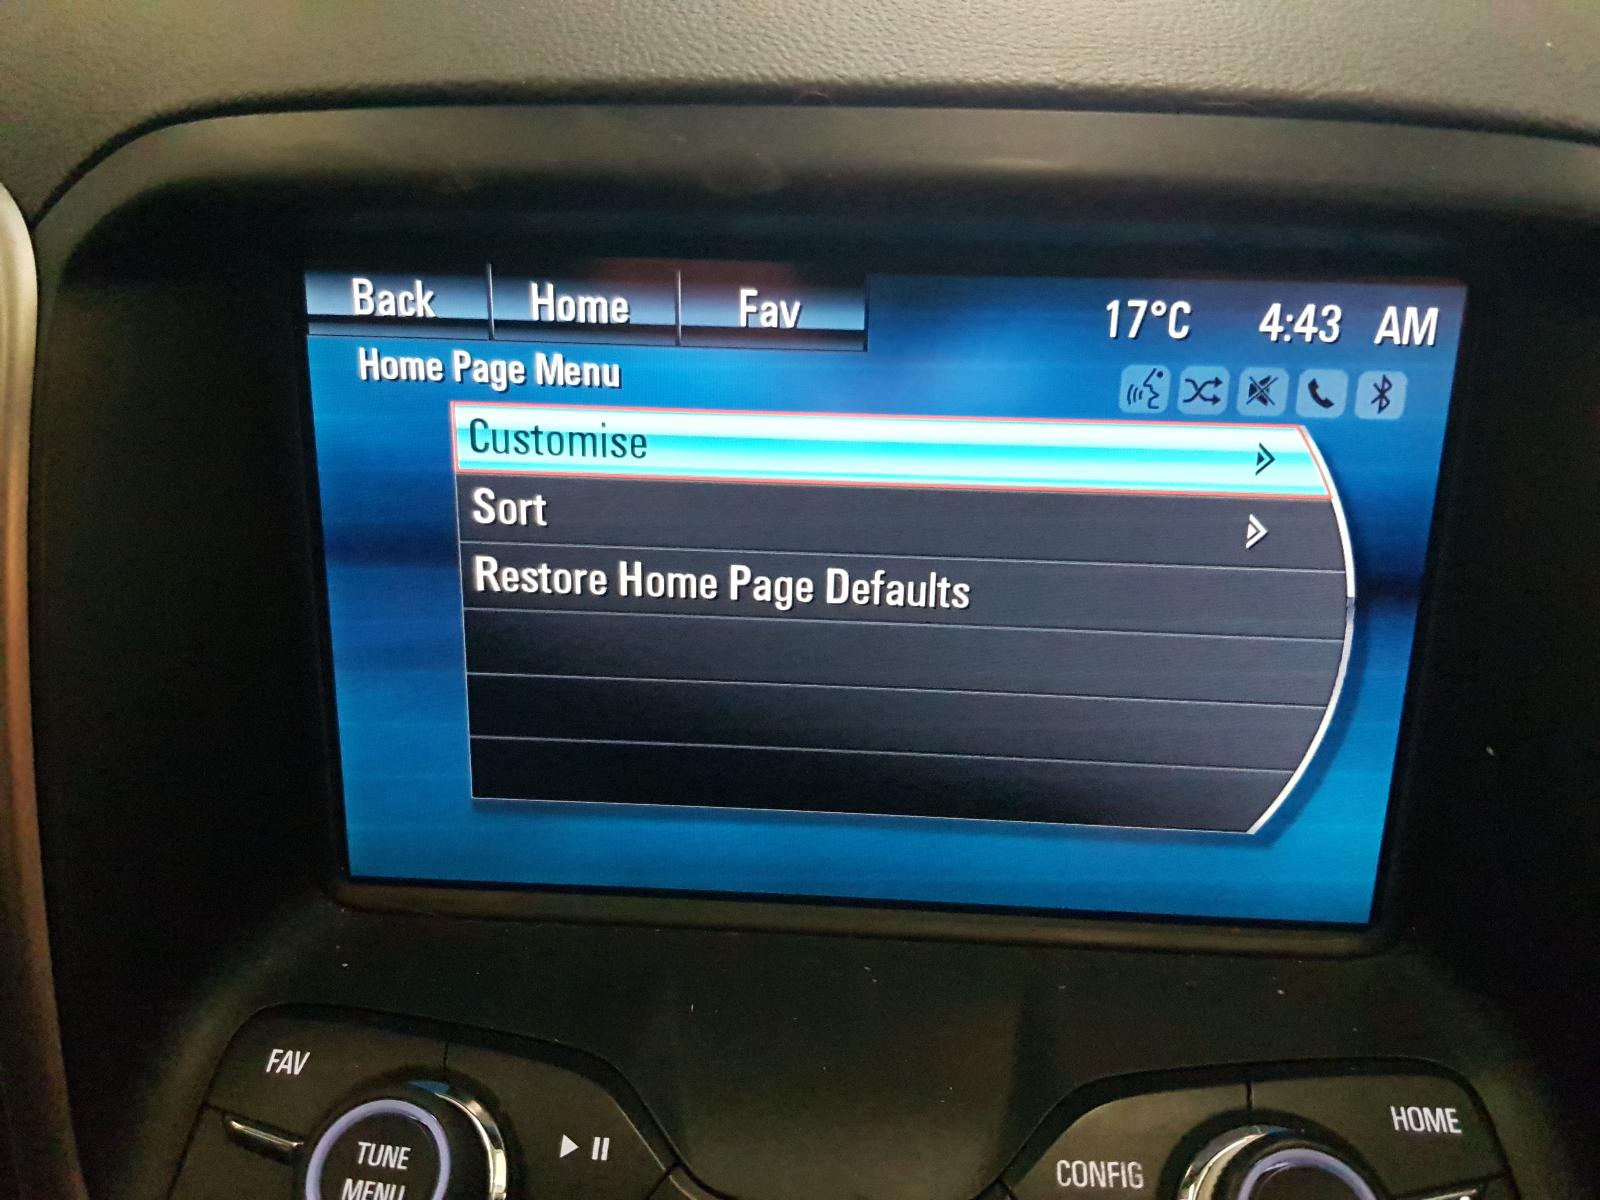 Back Home Fav 17°C 4:43 AM
Home Page Menu
Customise
Sort
Restore Home Page Defaults
FAV
TUNE
MENU
CONFIG
HOME